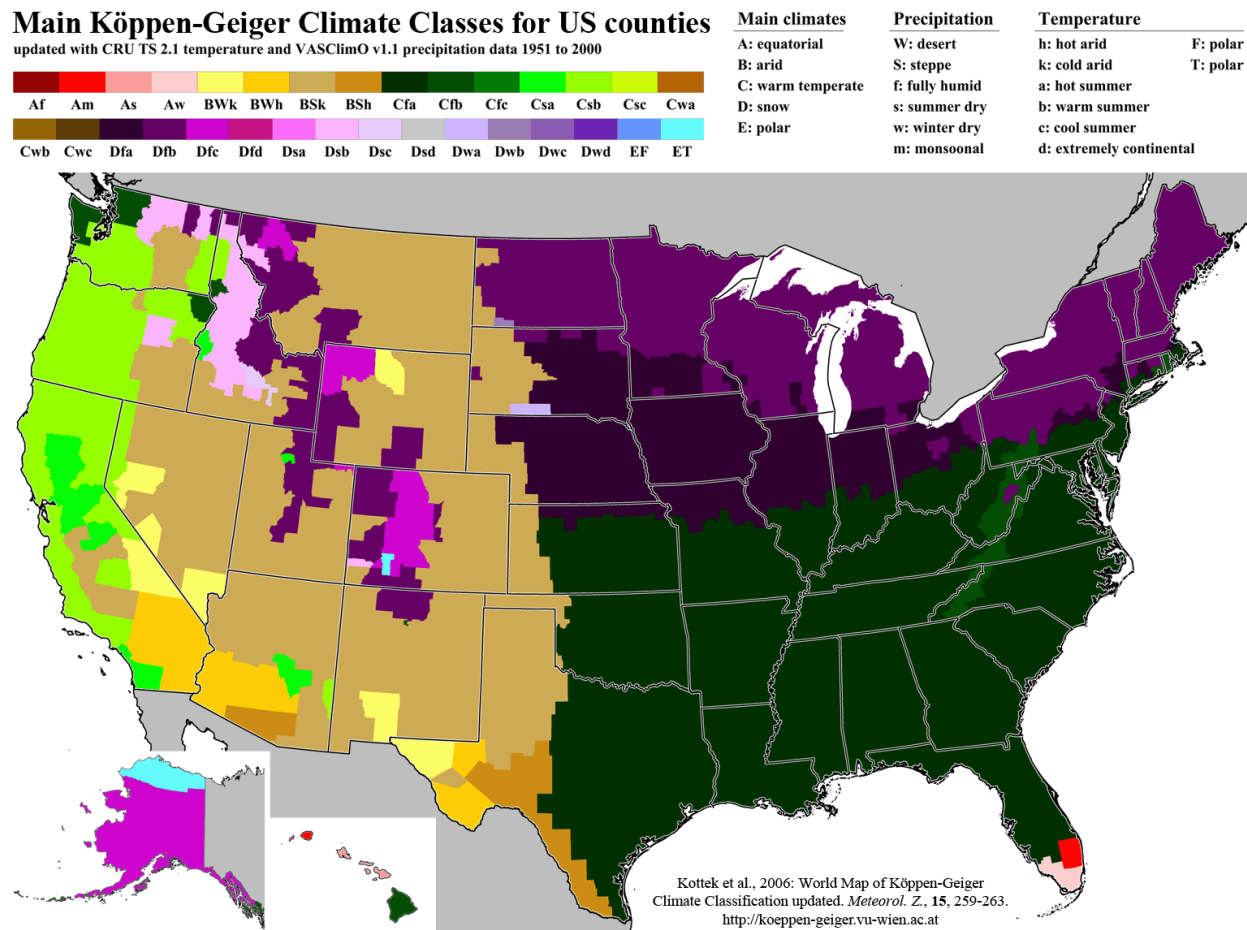 Main Köppen-Geiger Climate Classes for US counties
updated with CRU TS 2.1 temperature and VASClimO v1.1 precipitation data 1951 to 2000
Af Am As Aw BWk BWh BSk BSh Cfa Cfb Cfc Csa Csb Csc Cwa
Cwb Cwc Dfa Dfb Dfc Dfd Dsa Dsb Dsc Dsd Dwa Dwb Dwc Dwd EF ET
Main climates
A: equatorial
B: arid
C: warm temperate
D: snow
E: polar
Precipitation
W: desert
S: steppe
f: fully humid
s: summer dry
w: winter dry
m: monsoonal
Temperature
h: hot arid F: polar
k: cold arid T: polar
a: hot summer
b: warm summer
c: cool summer
d: extremely continental
Kottek et al., 2006: World Map of Köppen-Geiger
Climate Classification updated. Meteorol. Z., 15, 259-263.
http://koeppen-geiger.vu-wien.ac.at